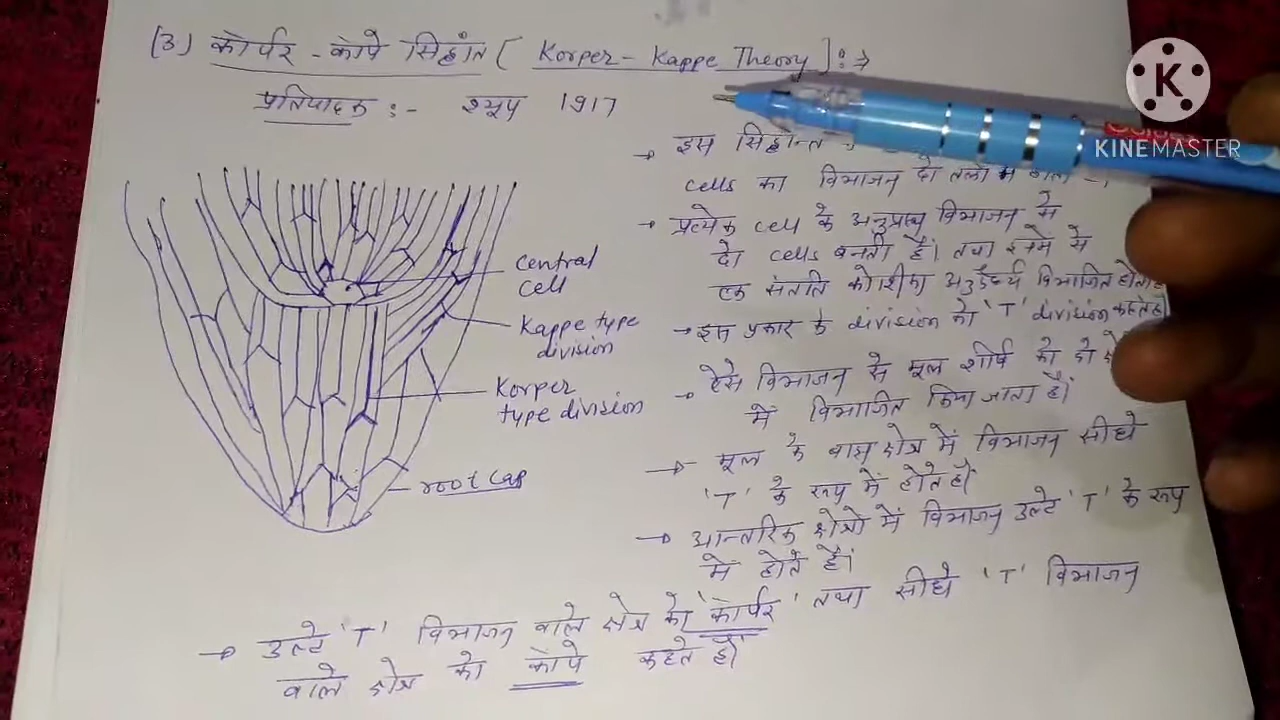 (3) कोर्पर - कापे सिद्धांत [ Korper - Kappe Theory ] :- ⇒
प्रतिपादक :- श्यूप 1917
→ इस सिद्धान्त
cells का विभाजन दो तलों में
→ प्रत्येक cell के अनुप्रस्थ विभाजन से
दो cells बनती हैं। तथा इनमें से
एक संतति कोशिका अनुदैर्ध्य विभाजित
→ इस प्रकार के division को 'T' division कहते हैं
→ ऐसे विभाजन से मूल शीर्ष को दो
में विभाजित किया जाता है।
→ मूल के बाह्य क्षेत्र में विभाजन सीधे
'T' के रूप में होते हैं।
→ आन्तरिक क्षेत्रों में विभाजन उल्टे 'T' के रूप
में होते हैं।
→ उल्टे 'T' विभाजन वाले क्षेत्र को 'कोर्पर' तथा सीधे 'T' विभाजन
वाले क्षेत्र को कापे कहते हैं
central
cell
Kappe type
division
Korper
type division
root cap
K
KINEMASTER